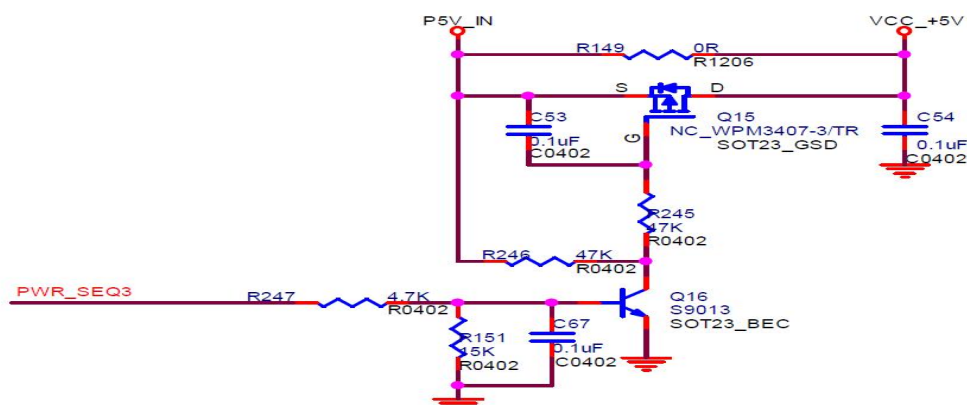 P5V_IN
VCC_+5V
R149
0R
R1206
S
D
C53
0.1uF
C0402
G
Q15
NC_WPM3407-3/TR
SOT23_GSD
C54
0.1uF
C0402
R245
47K
R0402
R246
47K
R0402
PWR_SEQ3
R247
4.7K
R0402
Q16
S9013
SOT23_BEC
R151
15K
R0402
C67
0.1uF
C0402